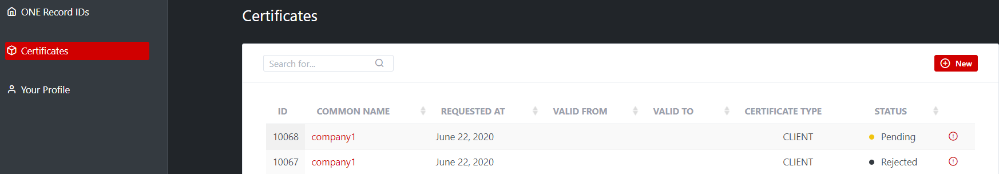 ONE Record IDs
Certificates
Your Profile
Certificates
Search for...
New
ID COMMON NAME REQUESTED AT VALID FROM VALID TO CERTIFICATE TYPE STATUS
10068 company1 June 22, 2020 CLIENT Pending
10067 company1 June 22, 2020 CLIENT Rejected